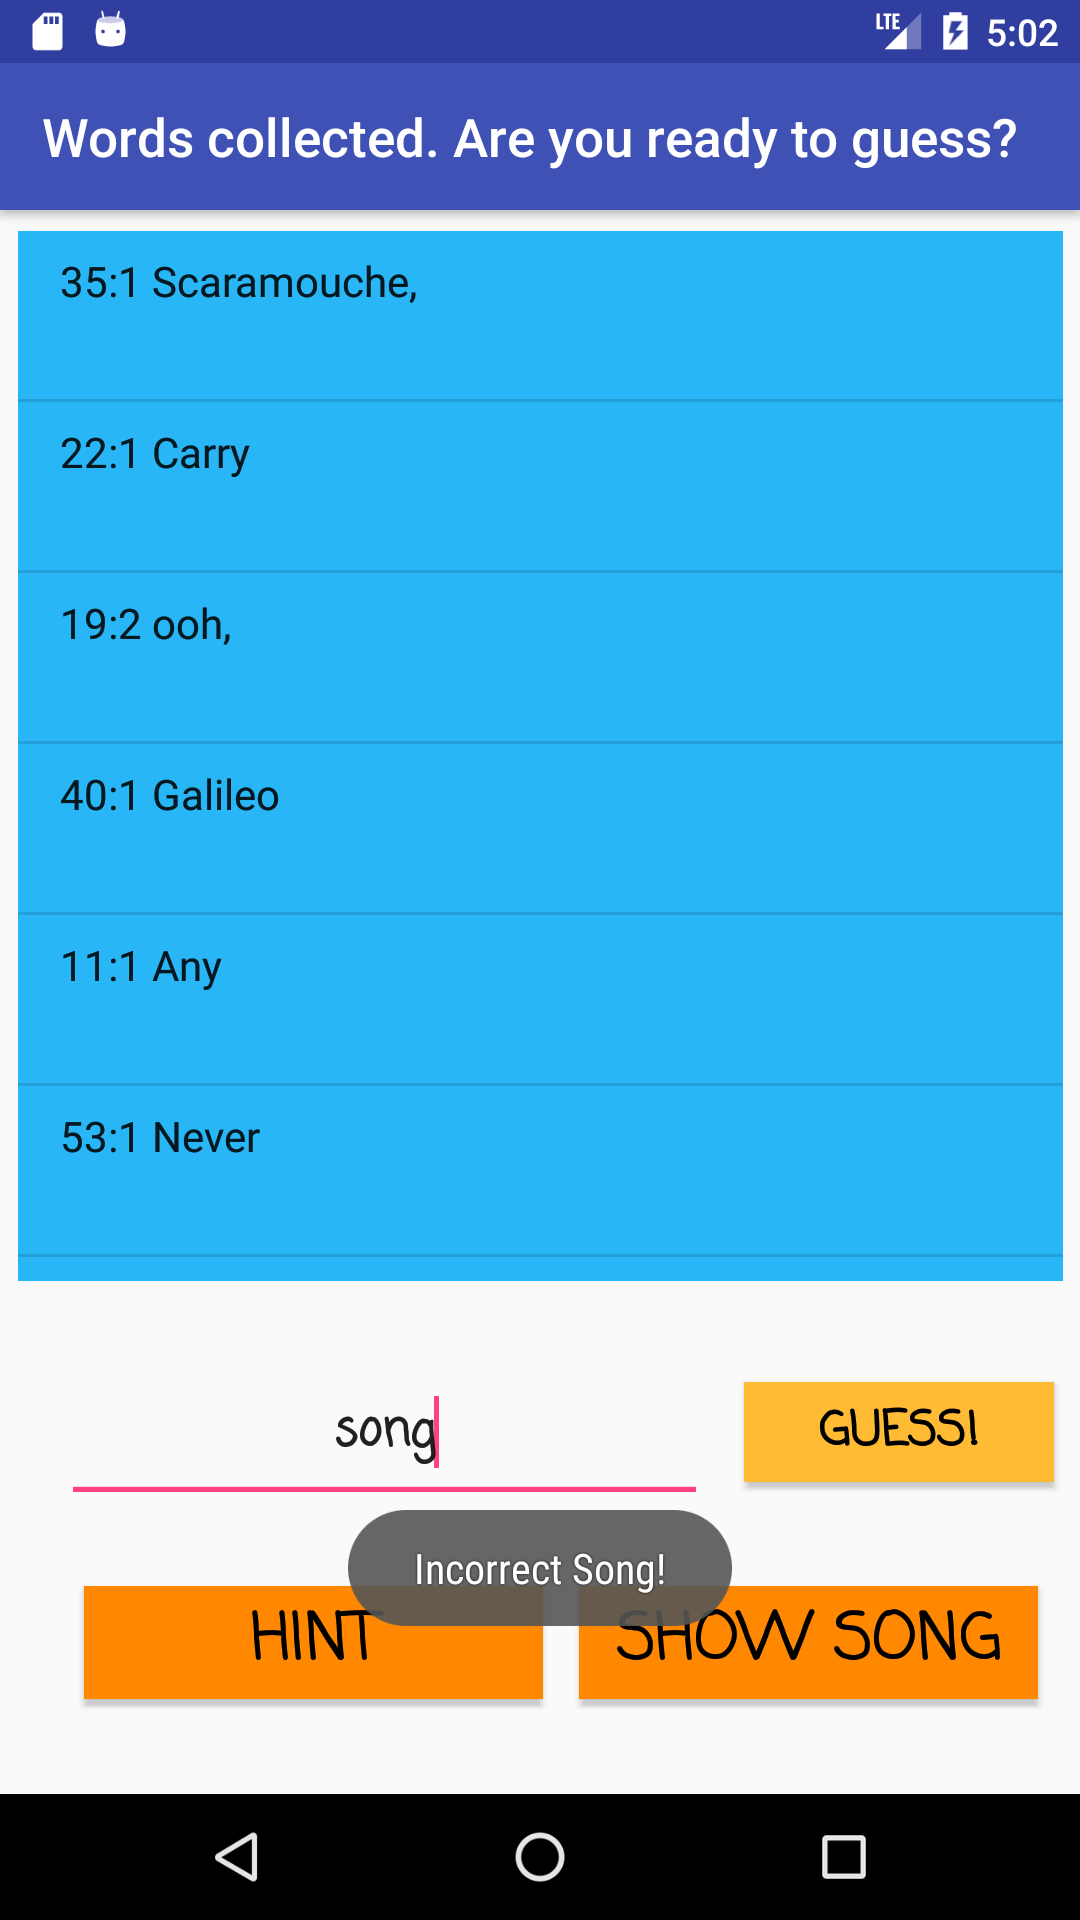 LTE 5:02
Words collected. Are you ready to guess?
35:1 Scaramouche,
22:1 Carry
19:2 ooh,
40:1 Galileo
11:1 Any
53:1 Never
song
GUESS!
Incorrect Song!
HINT
SHOW SONG